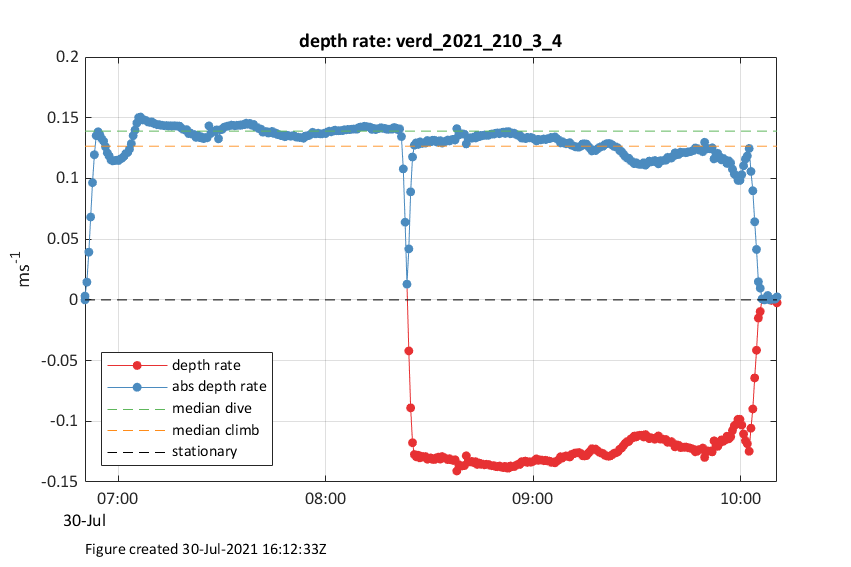 depth rate: verd_2021_210_3_4
0.2
0.15
0.1
0.05
0
-0.05
-0.1
-0.15
ms-1
depth rate
abs depth rate
median dive
median climb
stationary
07:00 08:00 09:00 10:00
30-Jul
Figure created 30-Jul-2021 16:12:33Z